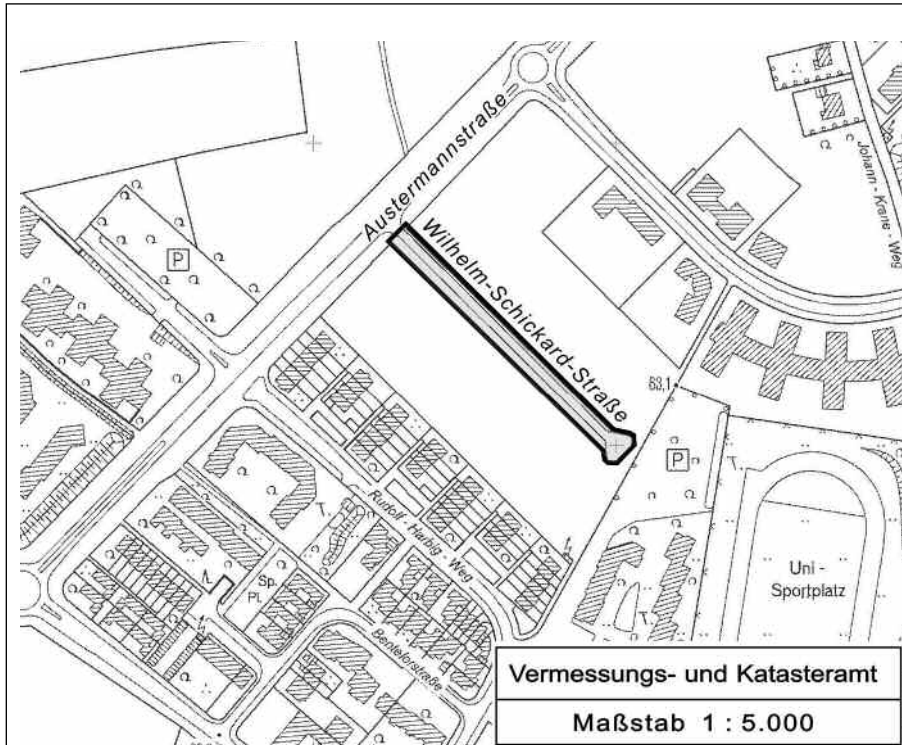 Austermannstraße
Wilhelm-Schickard-Straße
Johann - Krane - Weg
P
63,1
P
Rudolf - Harbig - Weg
Sp.
Pl.
Uni -
Sportplatz
Bentelerstraße
Vermessungs- und Katasteramt
Maßstab 1 : 5.000